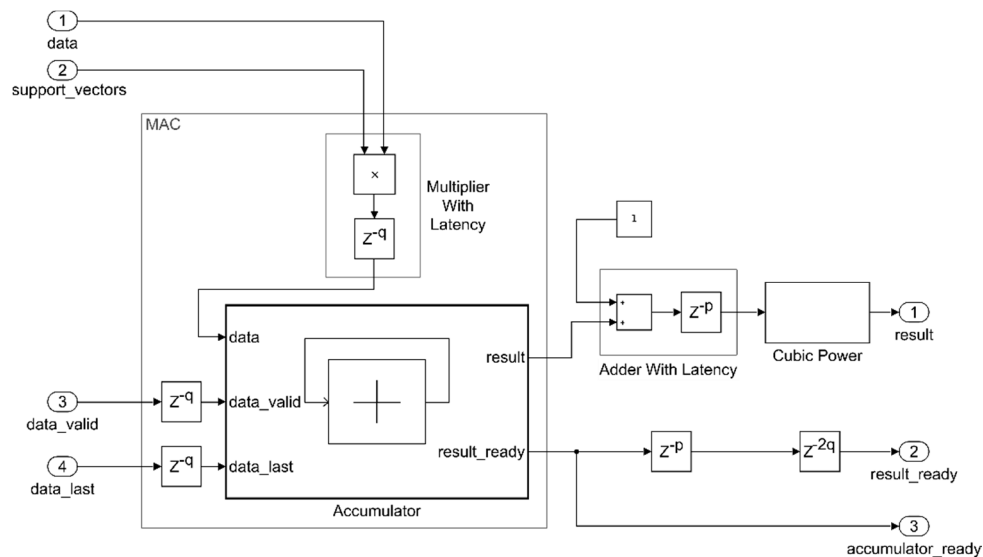 1
data
2
support_vectors
MAC
×
Multiplier
With
Latency
Z-q
1
+
+
Z-p
Adder With Latency
Cubic Power
1
result
data
result
3
data_valid
Z-q
data_valid
4
data_last
Z-q
data_last
result_ready
Z-p
Z-2q
2
result_ready
Accumulator
3
accumulator_ready